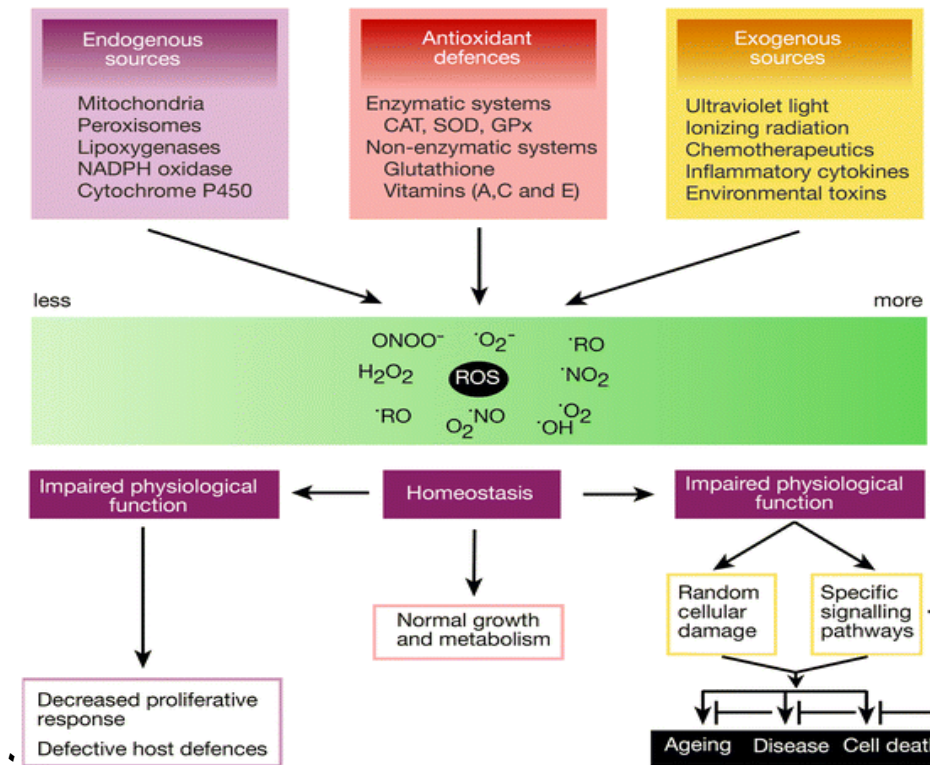 Endogenous
sources
Mitochondria
Peroxisomes
Lipoxygenases
NADPH oxidase
Cytochrome P450
Antioxidant
defences
Enzymatic systems
CAT, SOD, GPx
Non-enzymatic systems
Glutathione
Vitamins (A,C and E)
Exogenous
sources
Ultraviolet light
Ionizing radiation
Chemotherapeutics
Inflammatory cytokines
Environmental toxins
less
more
ONOO⁻
˙O₂⁻
˙RO
H₂O₂
ROS
˙NO₂
˙RO
O₂
˙NO
˙OH
˙O₂
Impaired physiological
function
Homeostasis
Impaired physiological
function
Decreased proliferative
response
Defective host defences
Normal growth
and metabolism
Random
cellular
damage
Specific
signalling
pathways
Ageing
Disease
Cell death